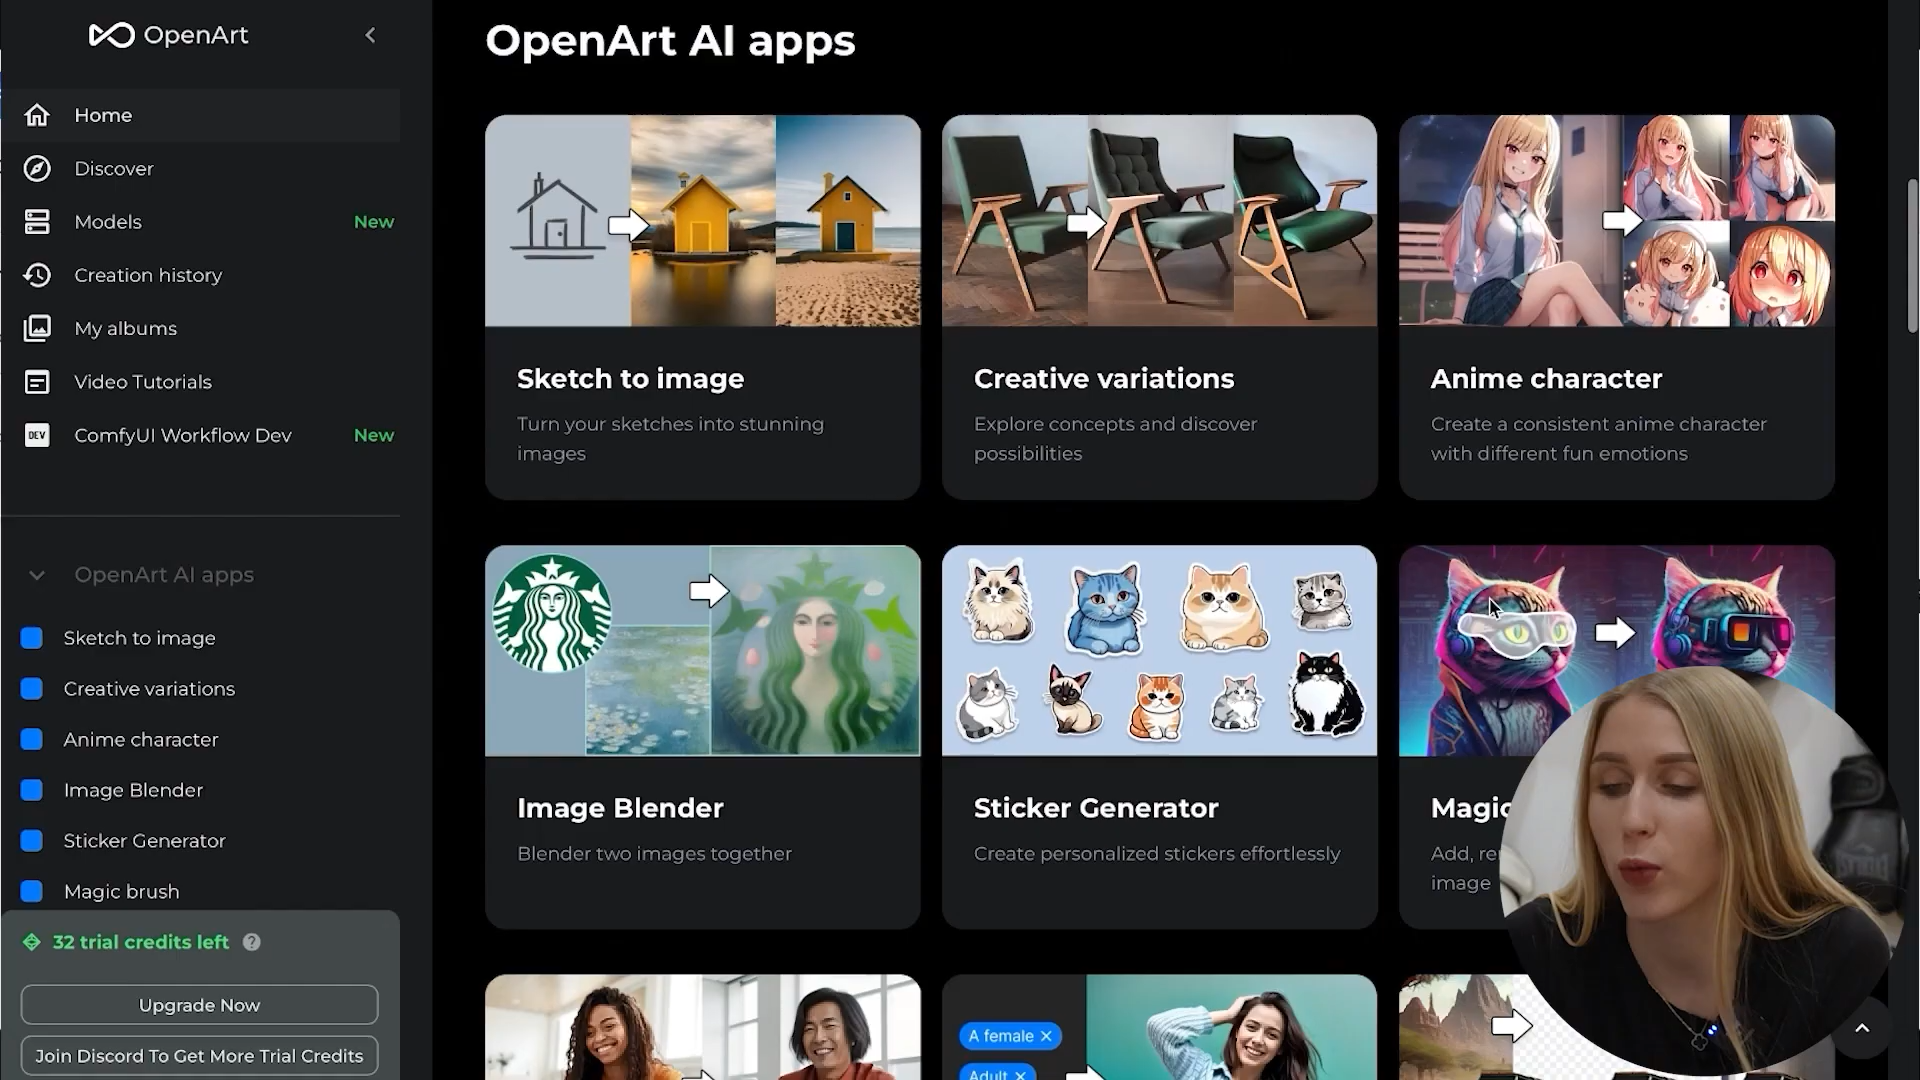 OpenArt
Home
Discover
Models New
Creation history
My albums
Video Tutorials
DEV ComfyUI Workflow Dev New
OpenArt AI apps
Sketch to image
Creative variations
Anime character
Image Blender
Sticker Generator
Magic brush
32 trial credits left ?
Upgrade Now
Join Discord To Get More Trial Credits
OpenArt AI apps
Sketch to image
Turn your sketches into stunning
images
Creative variations
Explore concepts and discover
possibilities
Anime character
Create a consistent anime character
with different fun emotions
Image Blender
Blender two images together
Sticker Generator
Create personalized stickers effortlessly
Magic
Add,
image
A female
Adult